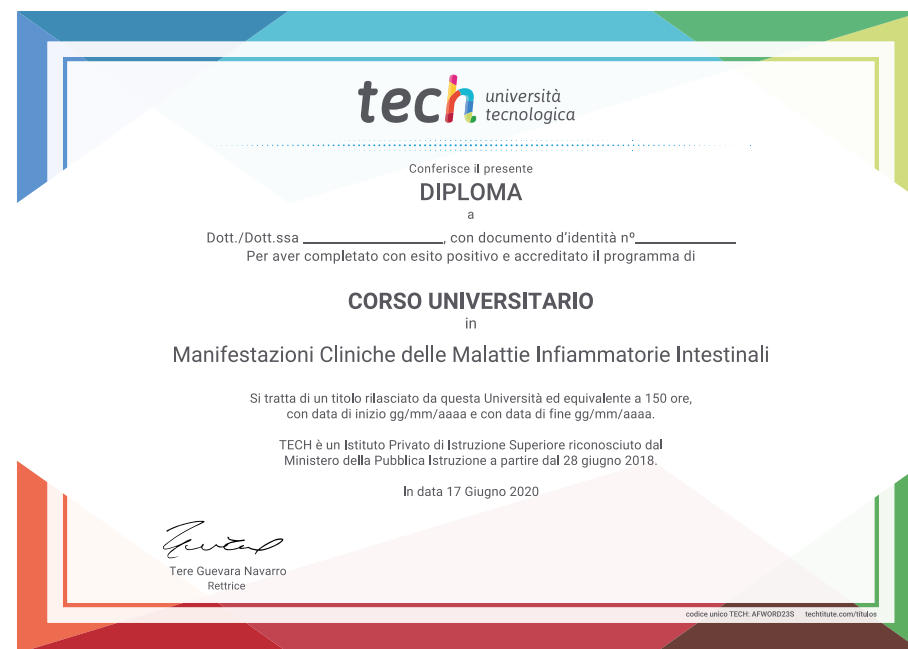 tech università
tecnologica
Conferisce il presente
DIPLOMA
a
Dott./Dott.ssa ____________________, con documento d'identità nº______________
Per aver completato con esito positivo e accreditato il programma di
CORSO UNIVERSITARIO
in
Manifestazioni Cliniche delle Malattie Infiammatorie Intestinali
Si tratta di un titolo rilasciato da questa Università ed equivalente a 150 ore,
con data di inizio gg/mm/aaaa e con data di fine gg/mm/aaaa.
TECH è un Istituto Privato di Istruzione Superiore riconosciuto dal
Ministero della Pubblica Istruzione a partire dal 28 giugno 2018.
In data 17 Giugno 2020
Tere Guevara Navarro
Rettrice
codice unico TECH: AFWORD23S techtitute.com/títulos